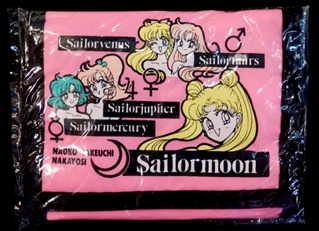 Sailorvenus
Sailormars
Sailorjupiter
Sailormercury
NAOKO TAKEUCHI
NAKAYOSI
Sailormoon